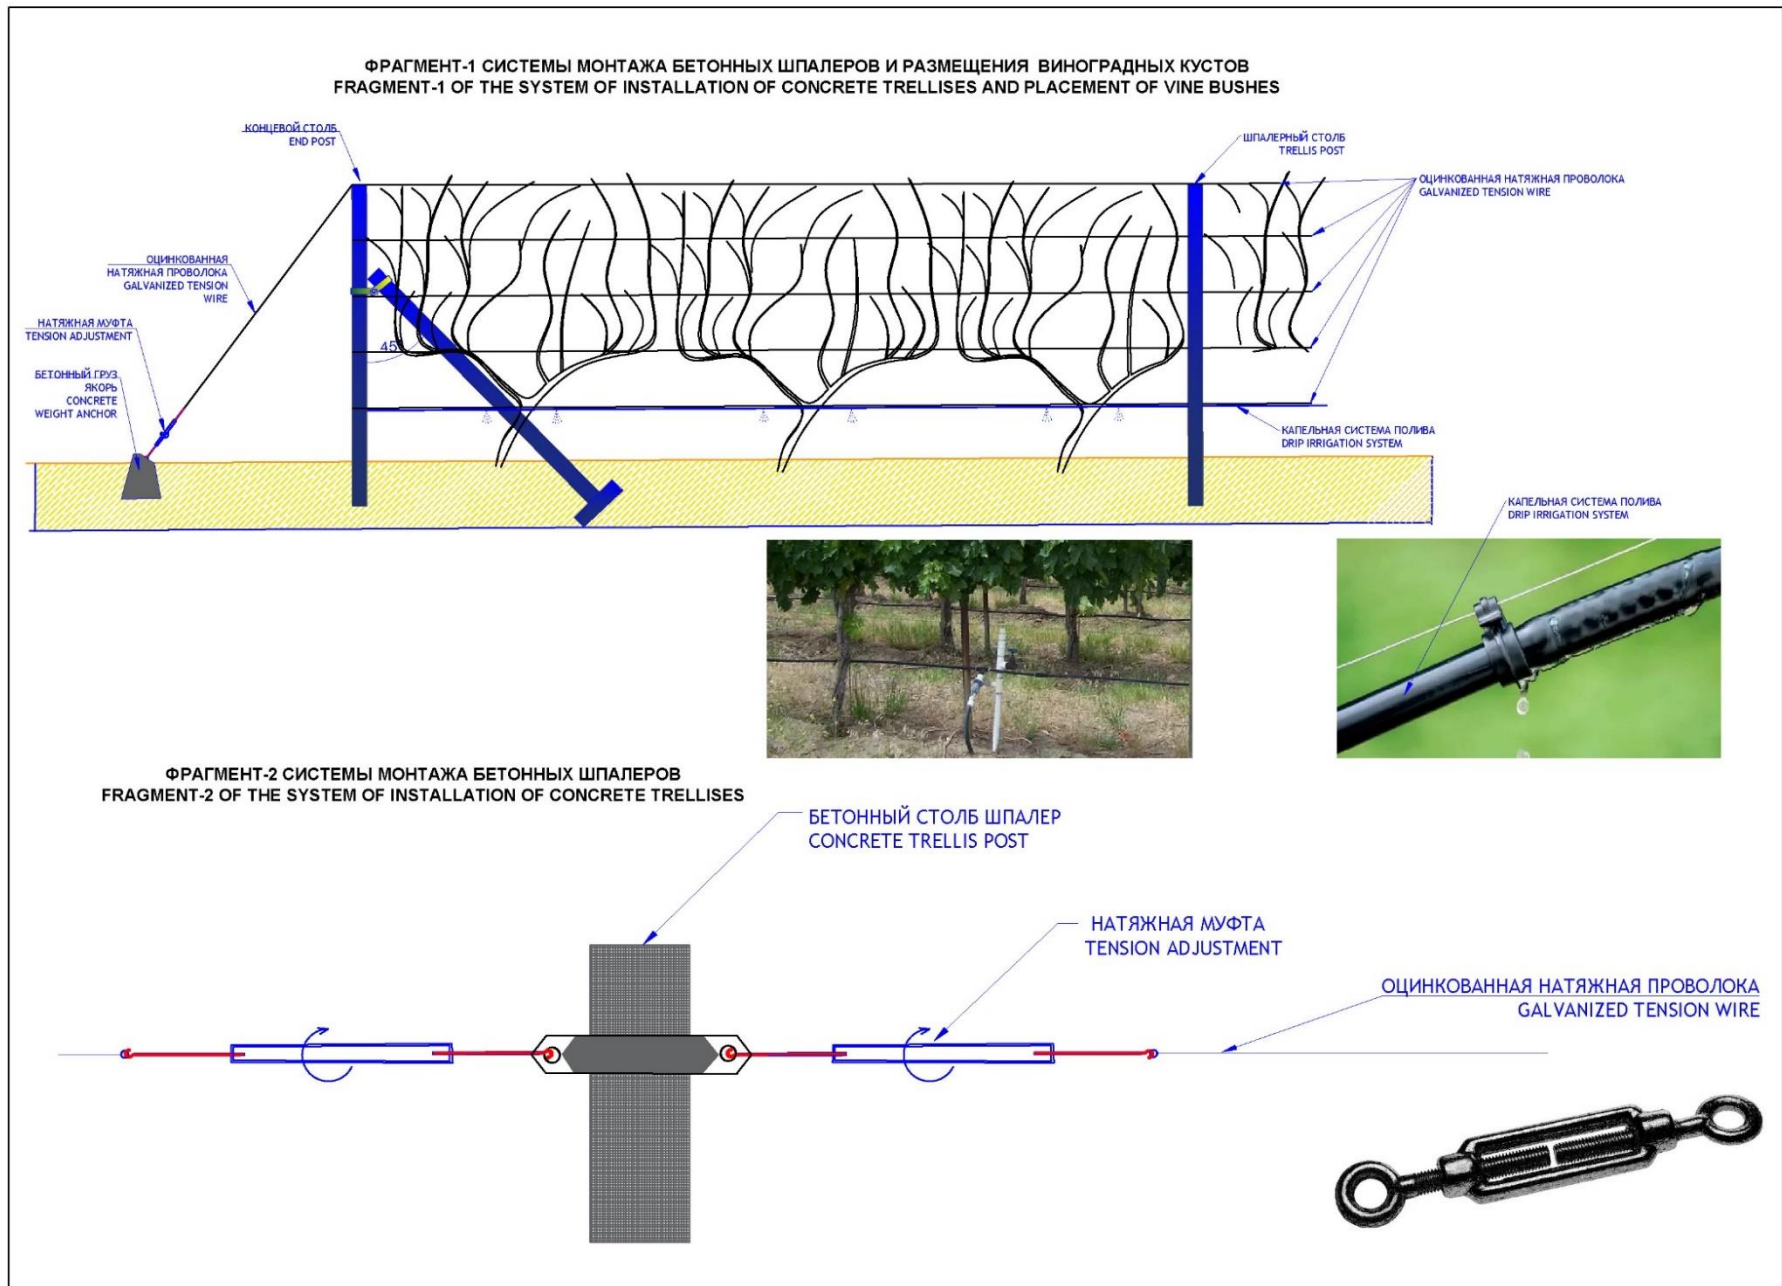 ФРАГМЕНТ-1 СИСТЕМЫ МОНТАЖА БЕТОННЫХ ШПАЛЕРОВ И РАЗМЕЩЕНИЯ ВИНОГРАДНЫХ КУСТОВ
FRAGMENT-1 OF THE SYSTEM OF INSTALLATION OF CONCRETE TRELLISES AND PLACEMENT OF VINE BUSHES
КОНЦЕВОЙ СТОЛБ
END POST
ШПАЛЕРНЫЙ СТОЛБ
TRELLIS POST
ОЦИНКОВАННАЯ НАТЯЖНАЯ ПРОВОЛОКА
GALVANIZED TENSION WIRE
ОЦИНКОВАННАЯ
НАТЯЖНАЯ ПРОВОЛОКА
GALVANIZED TENSION
WIRE
НАТЯЖНАЯ МУФТА
TENSION ADJUSTMENT
БЕТОННЫЙ ГРУЗ
ЯКОРЬ
CONCRETE
WEIGHT ANCHOR
45
КАПЕЛЬНАЯ СИСТЕМА ПОЛИВА
DRIP IRRIGATION SYSTEM
КАПЕЛЬНАЯ СИСТЕМА ПОЛИВА
DRIP IRRIGATION SYSTEM
ФРАГМЕНТ-2 СИСТЕМЫ МОНТАЖА БЕТОННЫХ ШПАЛЕРОВ
FRAGMENT-2 OF THE SYSTEM OF INSTALLATION OF CONCRETE TRELLISES
БЕТОННЫЙ СТОЛБ ШПАЛЕР
CONCRETE TRELLIS POST
НАТЯЖНАЯ МУФТА
TENSION ADJUSTMENT
ОЦИНКОВАННАЯ НАТЯЖНАЯ ПРОВОЛОКА
GALVANIZED TENSION WIRE